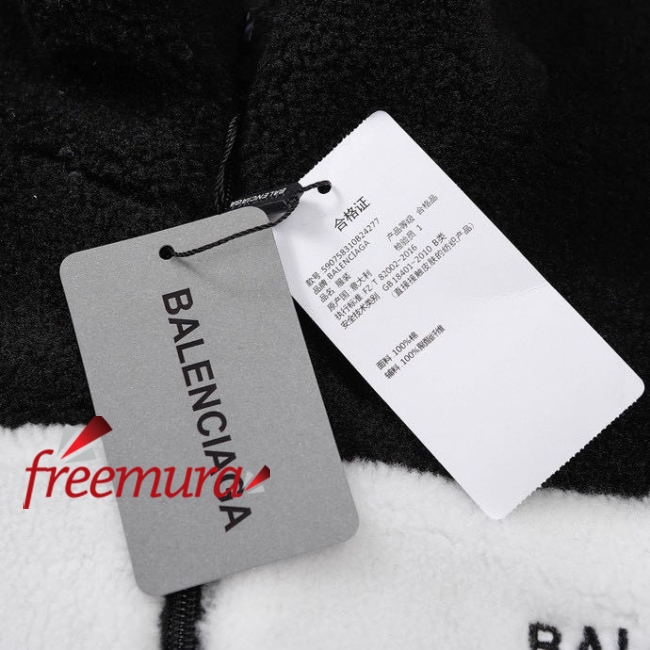 BALENCIAGA
合格证
款号 590758310B24277
品牌 BALENCIAGA
品名 服装
原产国 意大利
执行标准 FZ-T 82002-2016
安全技术类别 GB 18401-2010 B类
(直接接触皮肤的纺织产品)
产品等级 合格品
检验员 1
面料 100%棉
辅料 100%聚酯纤维
BALENCIAGA
freemura
BAL